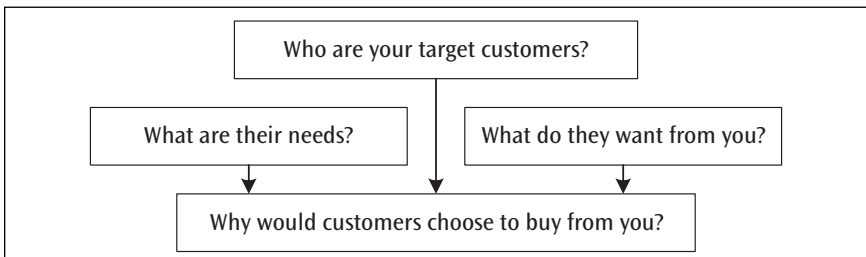 Who are your target customers?
What are their needs?
What do they want from you?
Why would customers choose to buy from you?